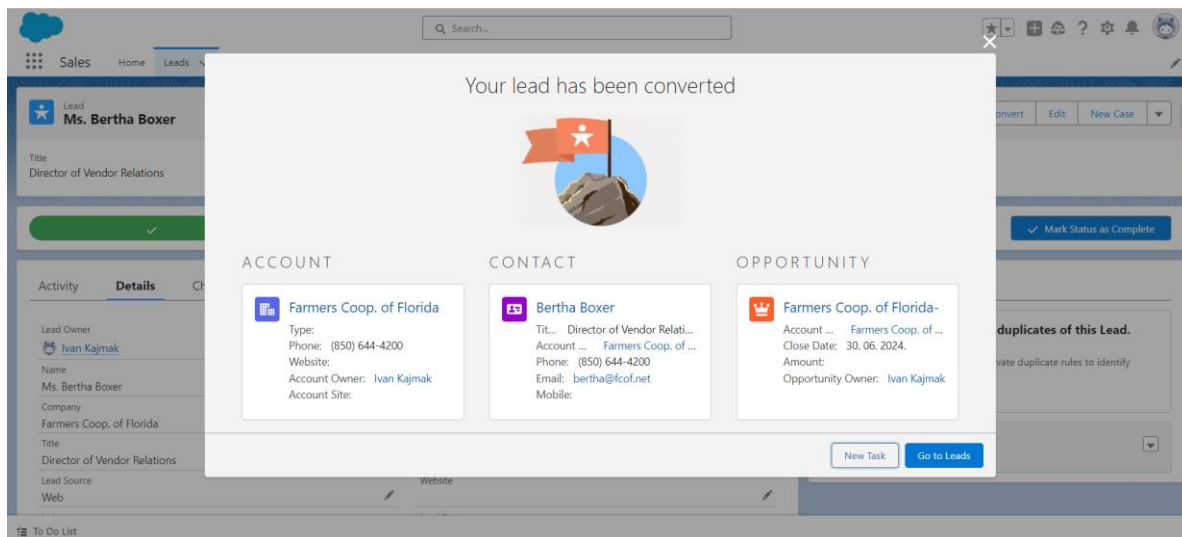 Search...
Sales Home Leads
Lead
Ms. Bertha Boxer
Edit New Case
Title
Director of Vendor Relations
Mark Status as Complete
Activity Details
Lead Owner
Ivan Kajmak
Name
Ms. Bertha Boxer
Company
Farmers Coop. of Florida
Title
Director of Vendor Relations
Lead Source
Web
Website
duplicates of this Lead.
vate duplicate rules to identify
Your lead has been converted
ACCOUNT
Farmers Coop. of Florida
Type:
Phone: (850) 644-4200
Website:
Account Owner: Ivan Kajmak
Account Site:
CONTACT
Bertha Boxer
Tit... Director of Vendor Relati...
Account ... Farmers Coop. of ...
Phone: (850) 644-4200
Email: bertha@fcof.net
Mobile:
OPPORTUNITY
Farmers Coop. of Florida-
Account ... Farmers Coop. of ...
Close Date: 30. 06. 2024.
Amount:
Opportunity Owner: Ivan Kajmak
New Task Go to Leads
To Do List